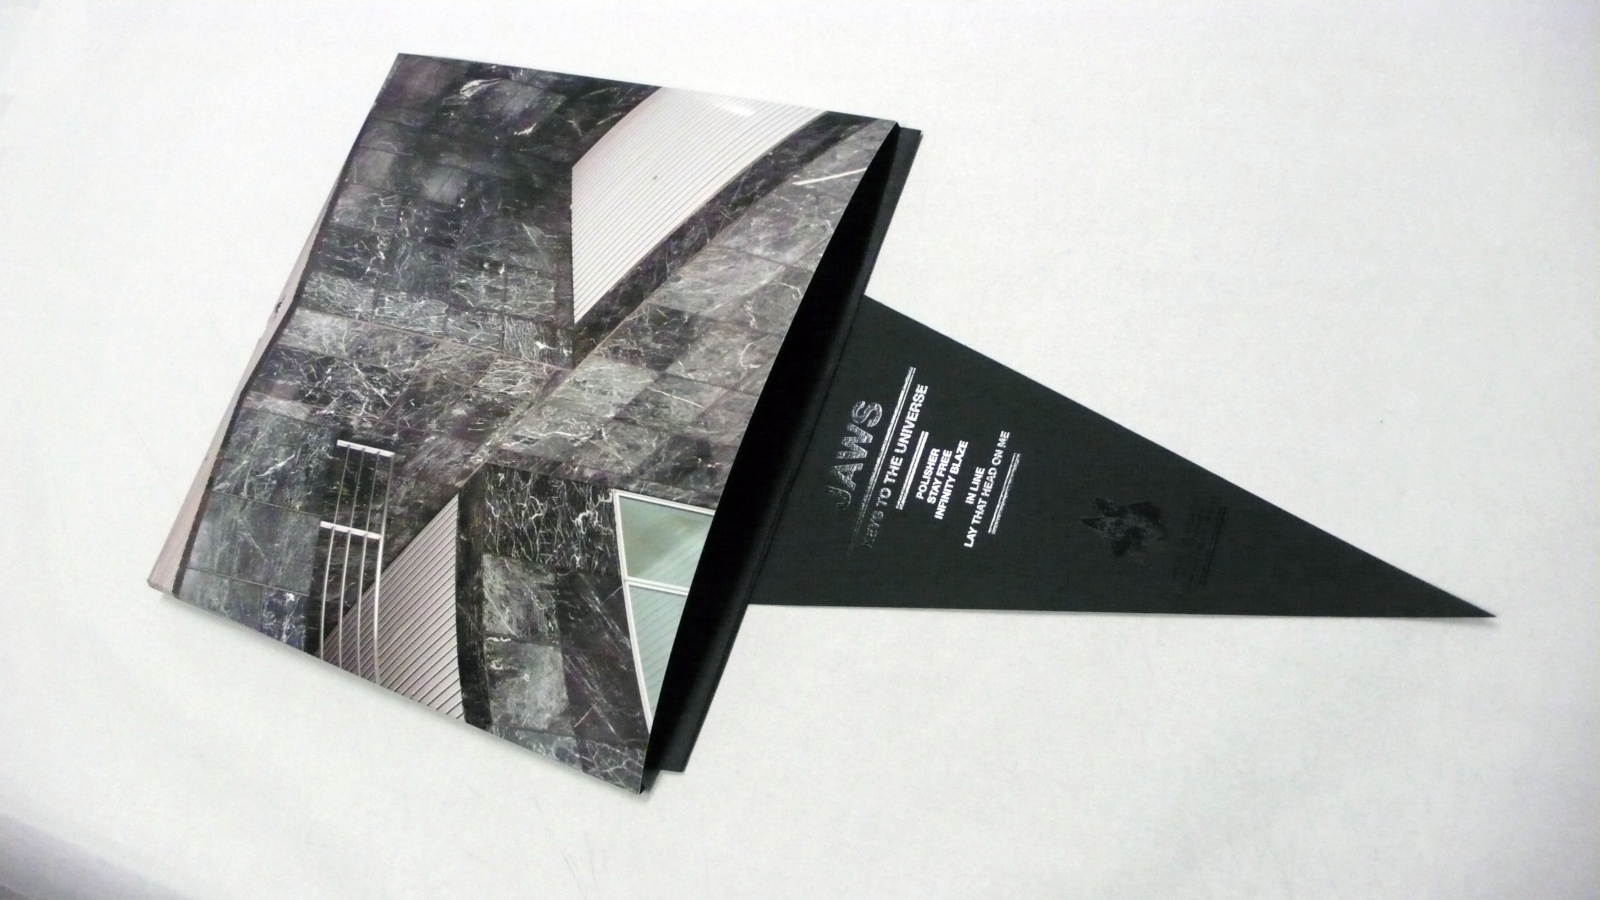 JAWS
KEYS TO THE UNIVERSE
POLISHER
STAY FREE
INFINITY BLAZE
IN LINE
LAY THAT HEAD ON ME